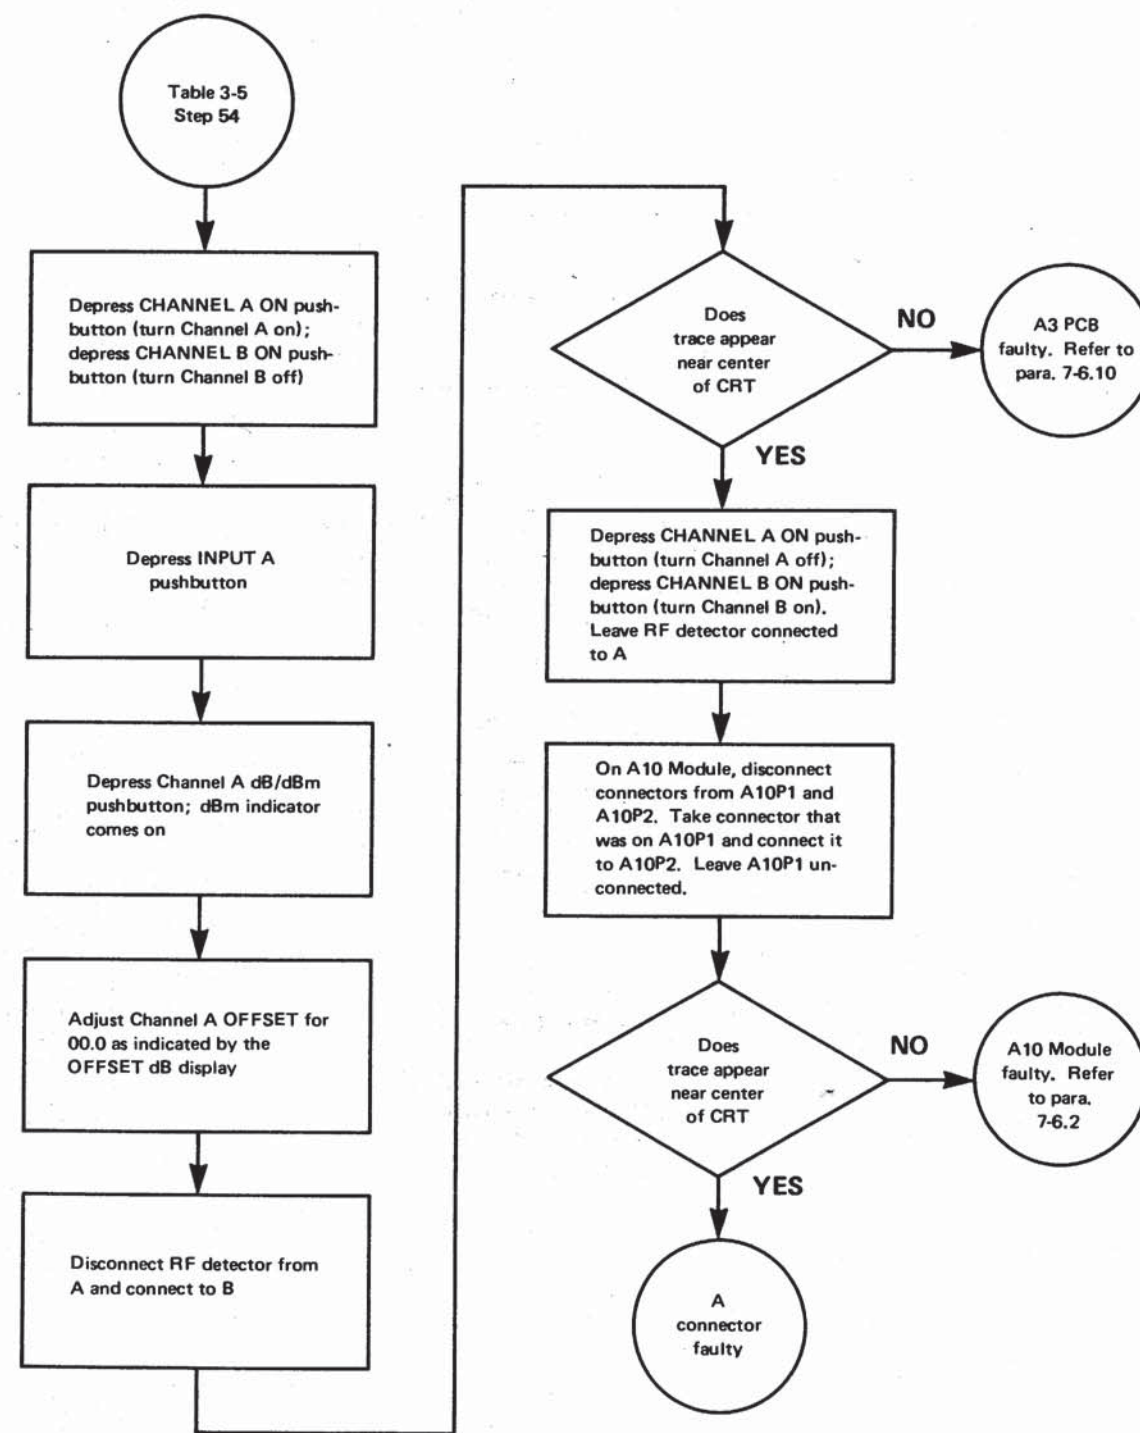 Table 3-5
Step 54
Depress CHANNEL A ON push-
button (turn Channel A on);
depress CHANNEL B ON push-
button (turn Channel B off)
Depress INPUT A
pushbutton
Depress Channel A dB/dBm
pushbutton; dBm indicator
comes on
Adjust Channel A OFFSET for
00.0 as indicated by the
OFFSET dB display
Disconnect RF detector from
A and connect to B
Does
trace appear
near center
of CRT
NO
A3 PCB
faulty. Refer to
para. 7-6.10
YES
Depress CHANNEL A ON push-
button (turn Channel A off);
depress CHANNEL B ON push-
button (turn Channel B on).
Leave RF detector connected
to A
On A10 Module, disconnect
connectors from A10P1 and
A10P2. Take connector that
was on A10P1 and connect it
to A10P2. Leave A10P1 un-
connected.
Does
trace appear
near center
of CRT
NO
A10 Module
faulty. Refer
to para.
7-6.2
YES
A
connector
faulty